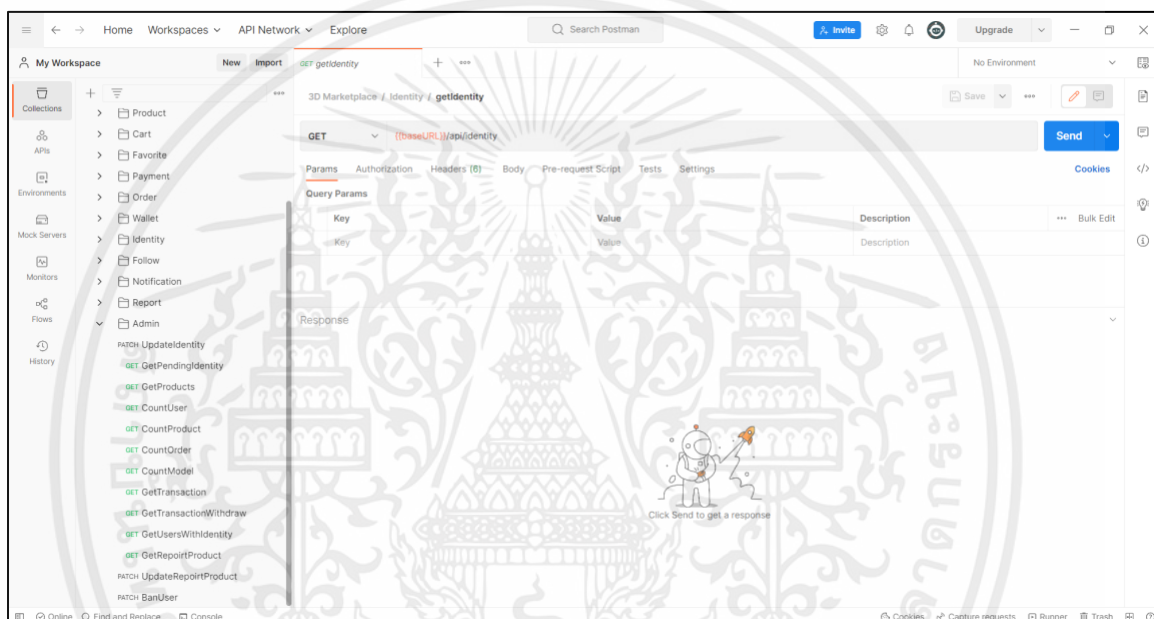 Home Workspaces API Network Explore Search Postman Invite Upgrade
My Workspace New Import GET getIdentity No Environment
Collections
APIs
Environments
Mock Servers
Monitors
Flows
History
Product
Cart
Favorite
Payment
Order
Wallet
Identity
Follow
Notification
Report
Admin
PATCH UpdateIdentity
GET GetPendingIdentity
GET GetProducts
GET CountUser
GET CountProduct
GET CountOrder
GET CountModel
GET GetTransaction
GET GetTransactionWithdraw
GET GetUsersWithIdentity
GET GetRepoirtProduct
PATCH UpdateRepoirtProduct
PATCH BanUser
3D Marketplace / Identity / getIdentity Save
GET {{baseURL}}/api/identity Send
Params Authorization Headers (6) Body Pre-request Script Tests Settings Cookies
Query Params
Key Value Description Bulk Edit
Key Value Description
Response
Click Send to get a response
Online Find and Replace Console Cookies Capture requests Runner Trash